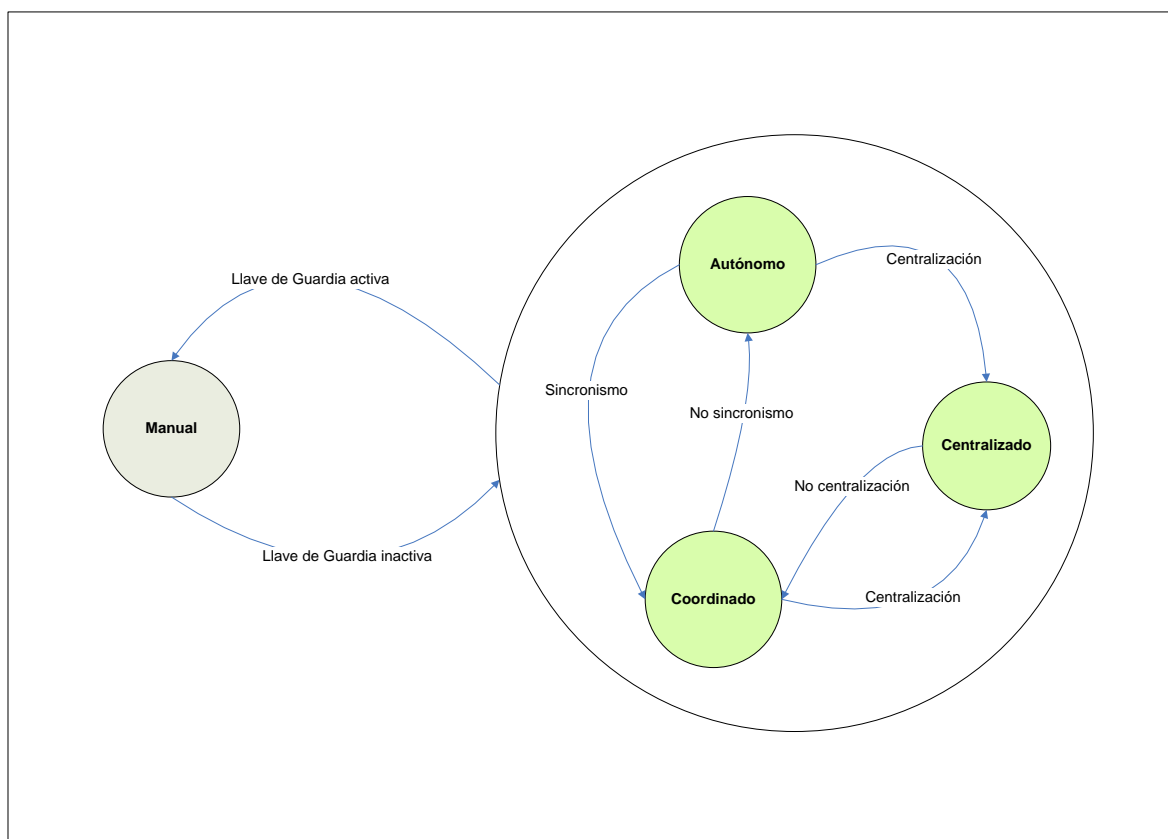 Autónomo
Centralización
Llave de Guardia activa
Sincronismo
No sincronismo
Manual
Centralizado
No centralización
Llave de Guardia inactiva
Coordinado
Centralización